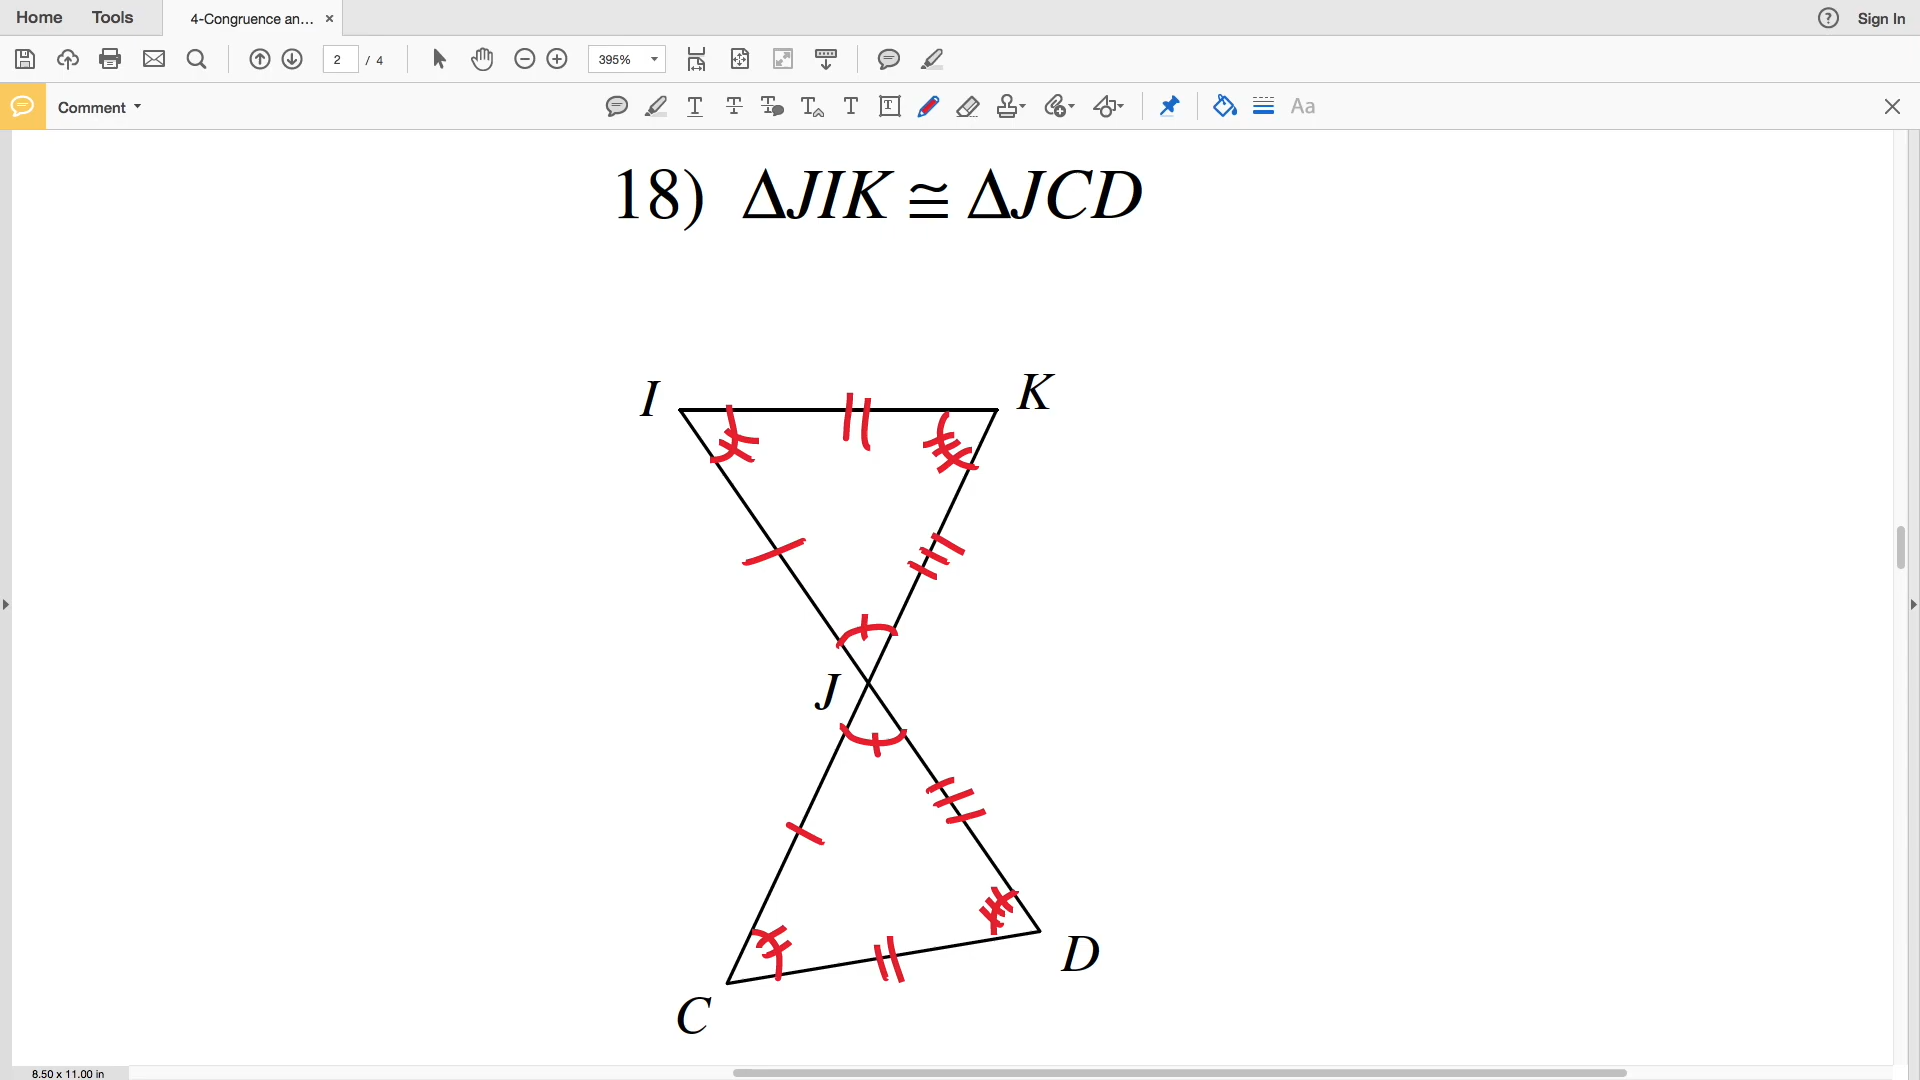 Home Tools 4-Congruence an... × ? Sign In
2 / 4 395%
Comment T T T T T T Aa
18) ΔJIK ≅ ΔJCD
I K
J
D
C
8.50 x 11.00 in